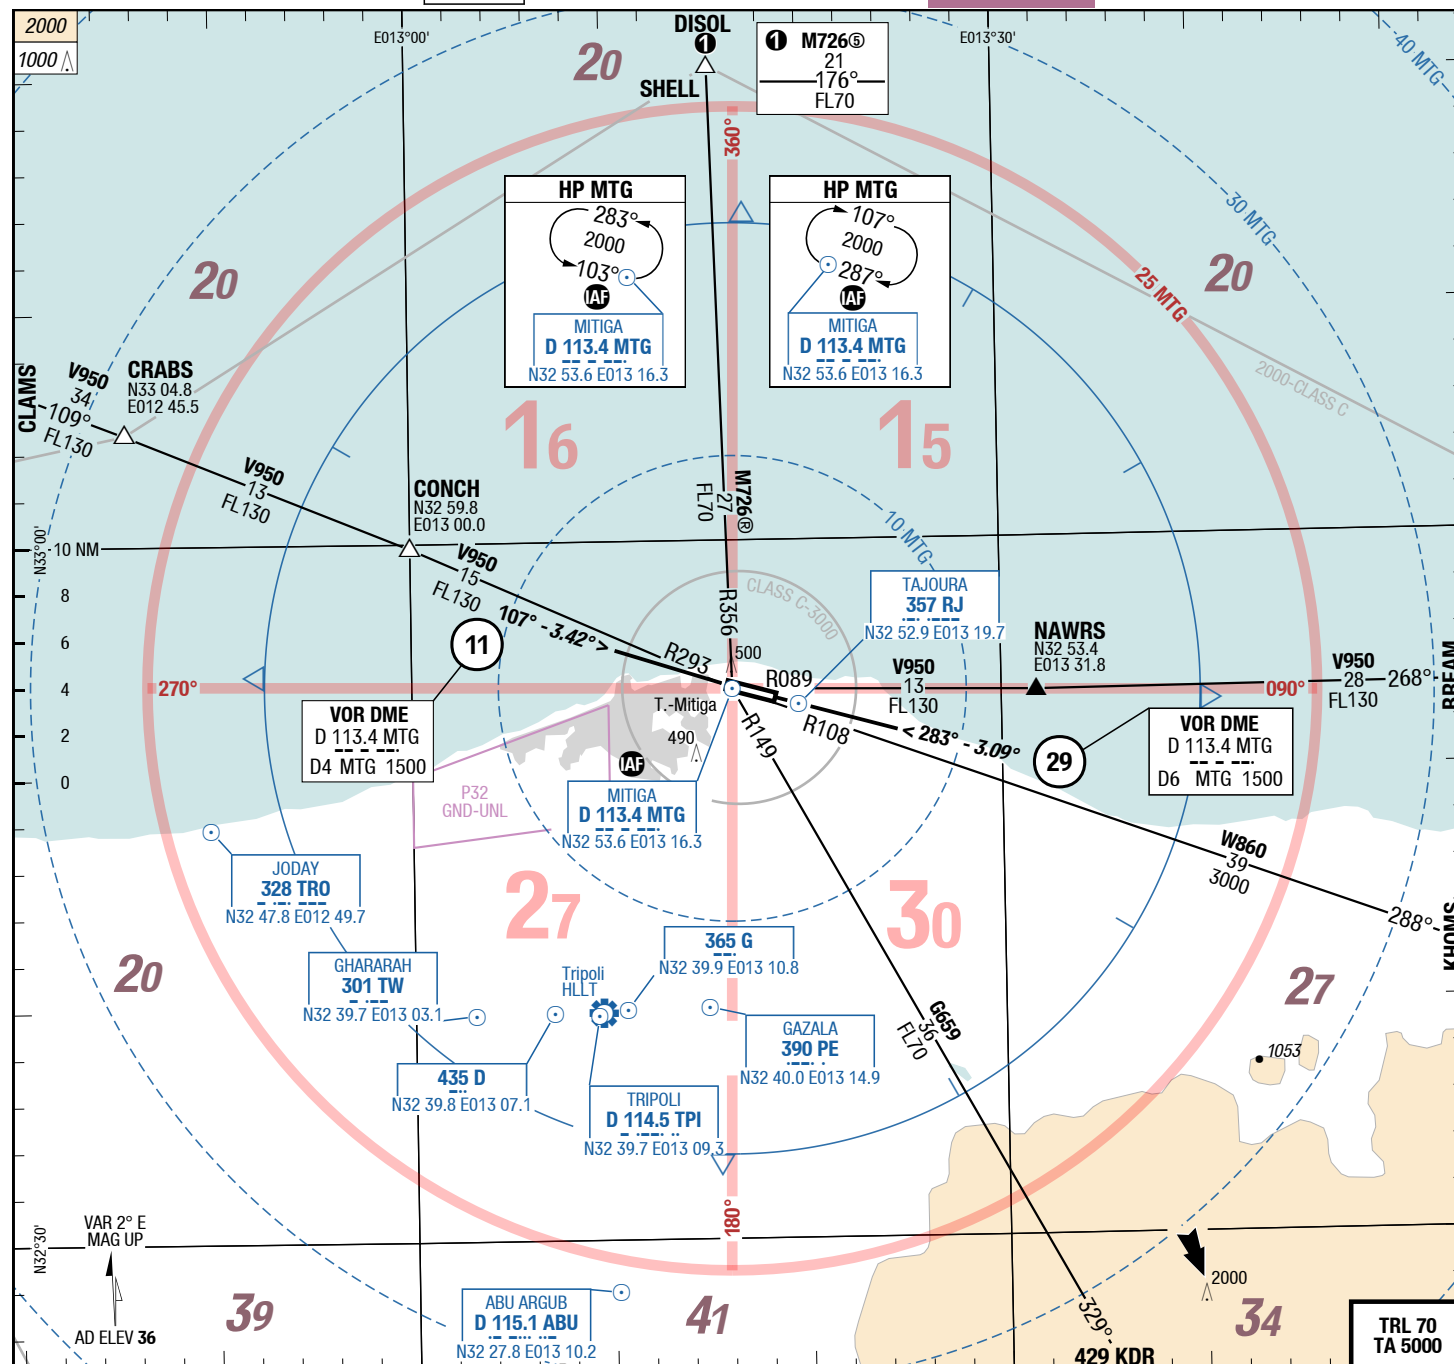 2000
1000
E013°00'
20
DISOL
1
SHELL
1 M726⑤
21
176°
FL70
E013°30'
40 MTG
360°
HP MTG
283°
2000
103°
IAF
MITIGA
D 113.4 MTG
N32 53.6 E013 16.3
HP MTG
107°
2000
287°
IAF
MITIGA
D 113.4 MTG
N32 53.6 E013 16.3
30 MTG
20
20
25 MTG
2000-CLASS C
CLAMS
V950
34
109°
FL130
CRABS
N33 04.8
E012 45.5
16
15
V950
13
FL130
CONCH
N32 59.8
E013 00.0
M726®
27
FL70
10 MTG
N33°00'
10 NM
8
6
4
2
0
V950
15
FL130
107° - 3.42° >
CLASS C-3000
R356
TAJOURA
357 RJ
N32 52.9 E013 19.7
11
R293
500
R089
V950
13
FL130
NAWRS
N32 53.4
E013 31.8
V950
28
FL130
268°
BREAM
270°
090°
T.-Mitiga
VOR DME
D 113.4 MTG
D4 MTG 1500
490
R149
R108
< 283° - 3.09°
29
VOR DME
D 113.4 MTG
D6 MTG 1500
IAF
P32
GND-UNL
MITIGA
D 113.4 MTG
N32 53.6 E013 16.3
JODAY
328 TRO
N32 47.8 E012 49.7
W860
39
3000
288°
KHOMS
27
30
20
GHARARAH
301 TW
N32 39.7 E013 03.1
Tripoli
HLLT
365 G
N32 39.9 E013 10.8
27
435 D
N32 39.8 E013 07.1
TRIPOLI
D 114.5 TPI
N32 39.7 E013 09.3
GAZALA
390 PE
N32 40.0 E013 14.9
G659
36
FL70
1053
180°
N32°30'
VAR 2° E
MAG UP
AD ELEV 36
39
ABU ARGUB
D 115.1 ABU
N32 27.8 E013 10.2
41
329°
429 KDR
2000
34
TRL 70
TA 5000